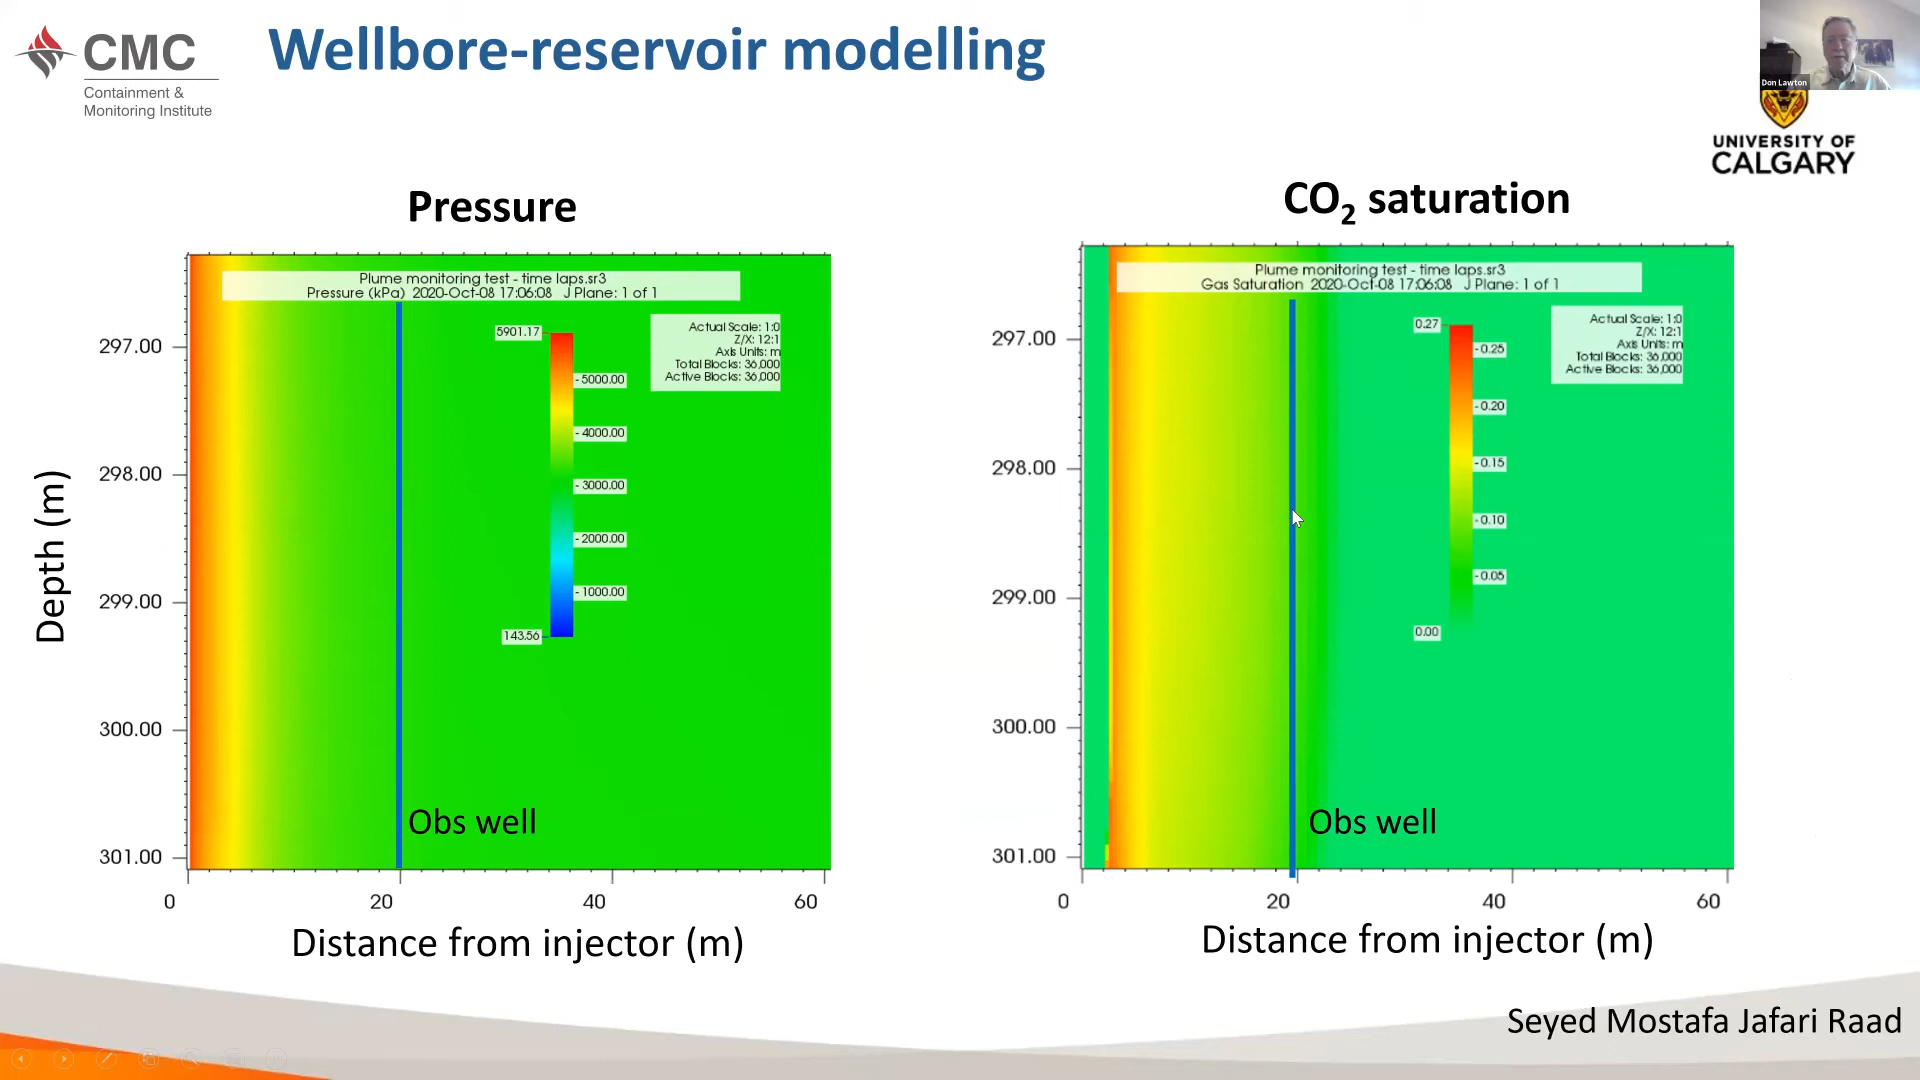 CMC
Containment &
Monitoring Institute
Wellbore-reservoir modelling
Don Lawton
UNIVERSITY OF
CALGARY
Pressure
Plume monitoring test - time laps.sr3
Pressure (kPa) 2020-Oct-08 17:06:08 J Plane: 1 of 1
Actual Scale: 1:0
Z/X: 12:1
Axis Units: m
Total Blocks: 36,000
Active Blocks: 36,000
5901.17
5000.00
4000.00
3000.00
2000.00
1000.00
143.56
297.00
298.00
299.00
300.00
301.00
Depth (m)
Obs well
0 20 40 60
Distance from injector (m)
CO₂ saturation
Plume monitoring test - time laps.sr3
Gas Saturation 2020-Oct-08 17:06:08 J Plane: 1 of 1
Actual Scale: 1:0
Z/X: 12:1
Axis Units: m
Total Blocks: 36,000
Active Blocks: 36,000
0.27
0.25
0.20
0.15
0.10
0.05
0.00
297.00
298.00
299.00
300.00
301.00
Obs well
0 20 40 60
Distance from injector (m)
Seyed Mostafa Jafari Raad